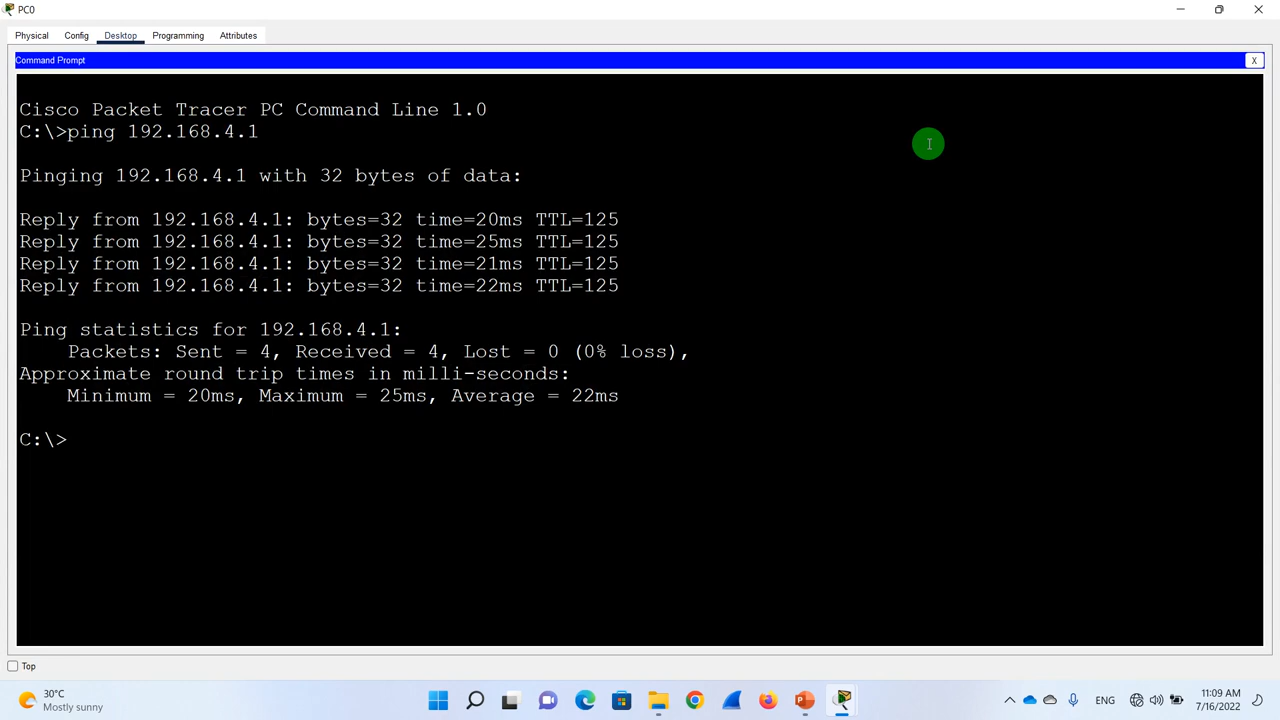 PC0
Physical Config Desktop Programming Attributes
Command Prompt
X
Cisco Packet Tracer PC Command Line 1.0
C:\>ping 192.168.4.1
Pinging 192.168.4.1 with 32 bytes of data:
Reply from 192.168.4.1: bytes=32 time=20ms TTL=125
Reply from 192.168.4.1: bytes=32 time=25ms TTL=125
Reply from 192.168.4.1: bytes=32 time=21ms TTL=125
Reply from 192.168.4.1: bytes=32 time=22ms TTL=125
Ping statistics for 192.168.4.1:
Packets: Sent = 4, Received = 4, Lost = 0 (0% loss),
Approximate round trip times in milli-seconds:
Minimum = 20ms, Maximum = 25ms, Average = 22ms
C:\>
Top
30°C
Mostly sunny
ENG
11:09 AM
7/16/2022